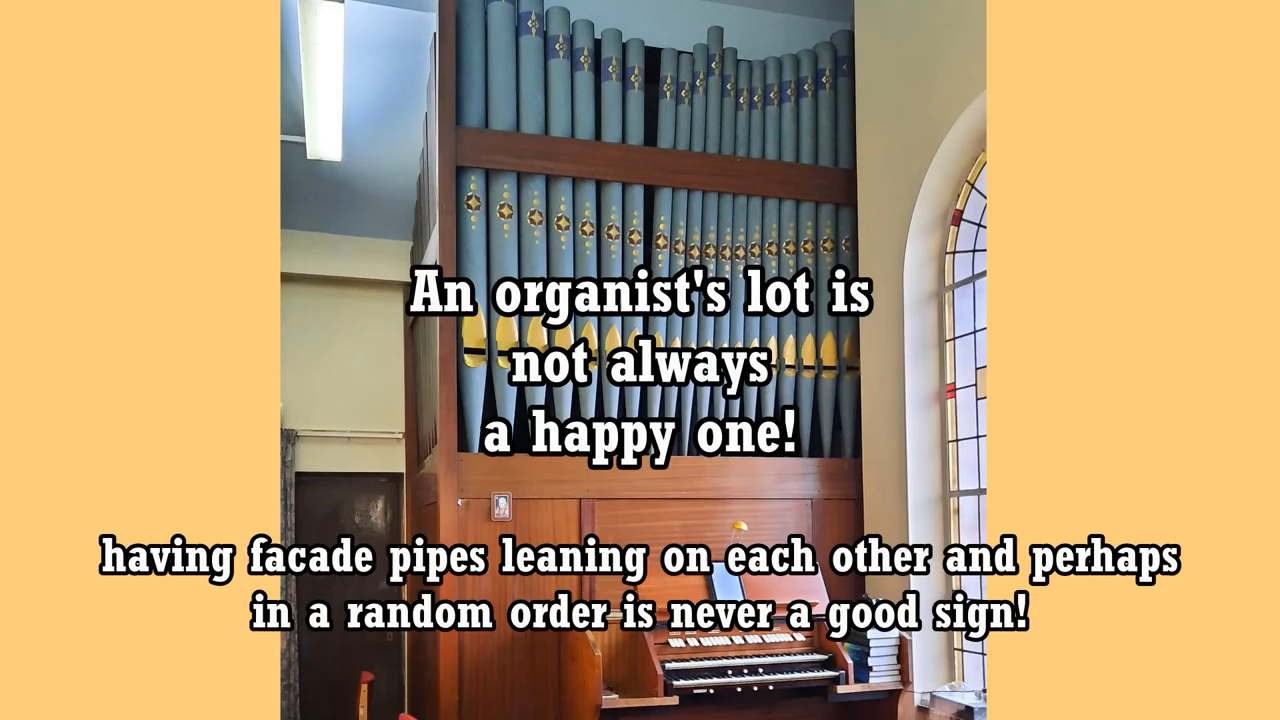 An organist's lot is
not always
a happy one!
having facade pipes leaning on each other and perhaps
in a random order is never a good sign!